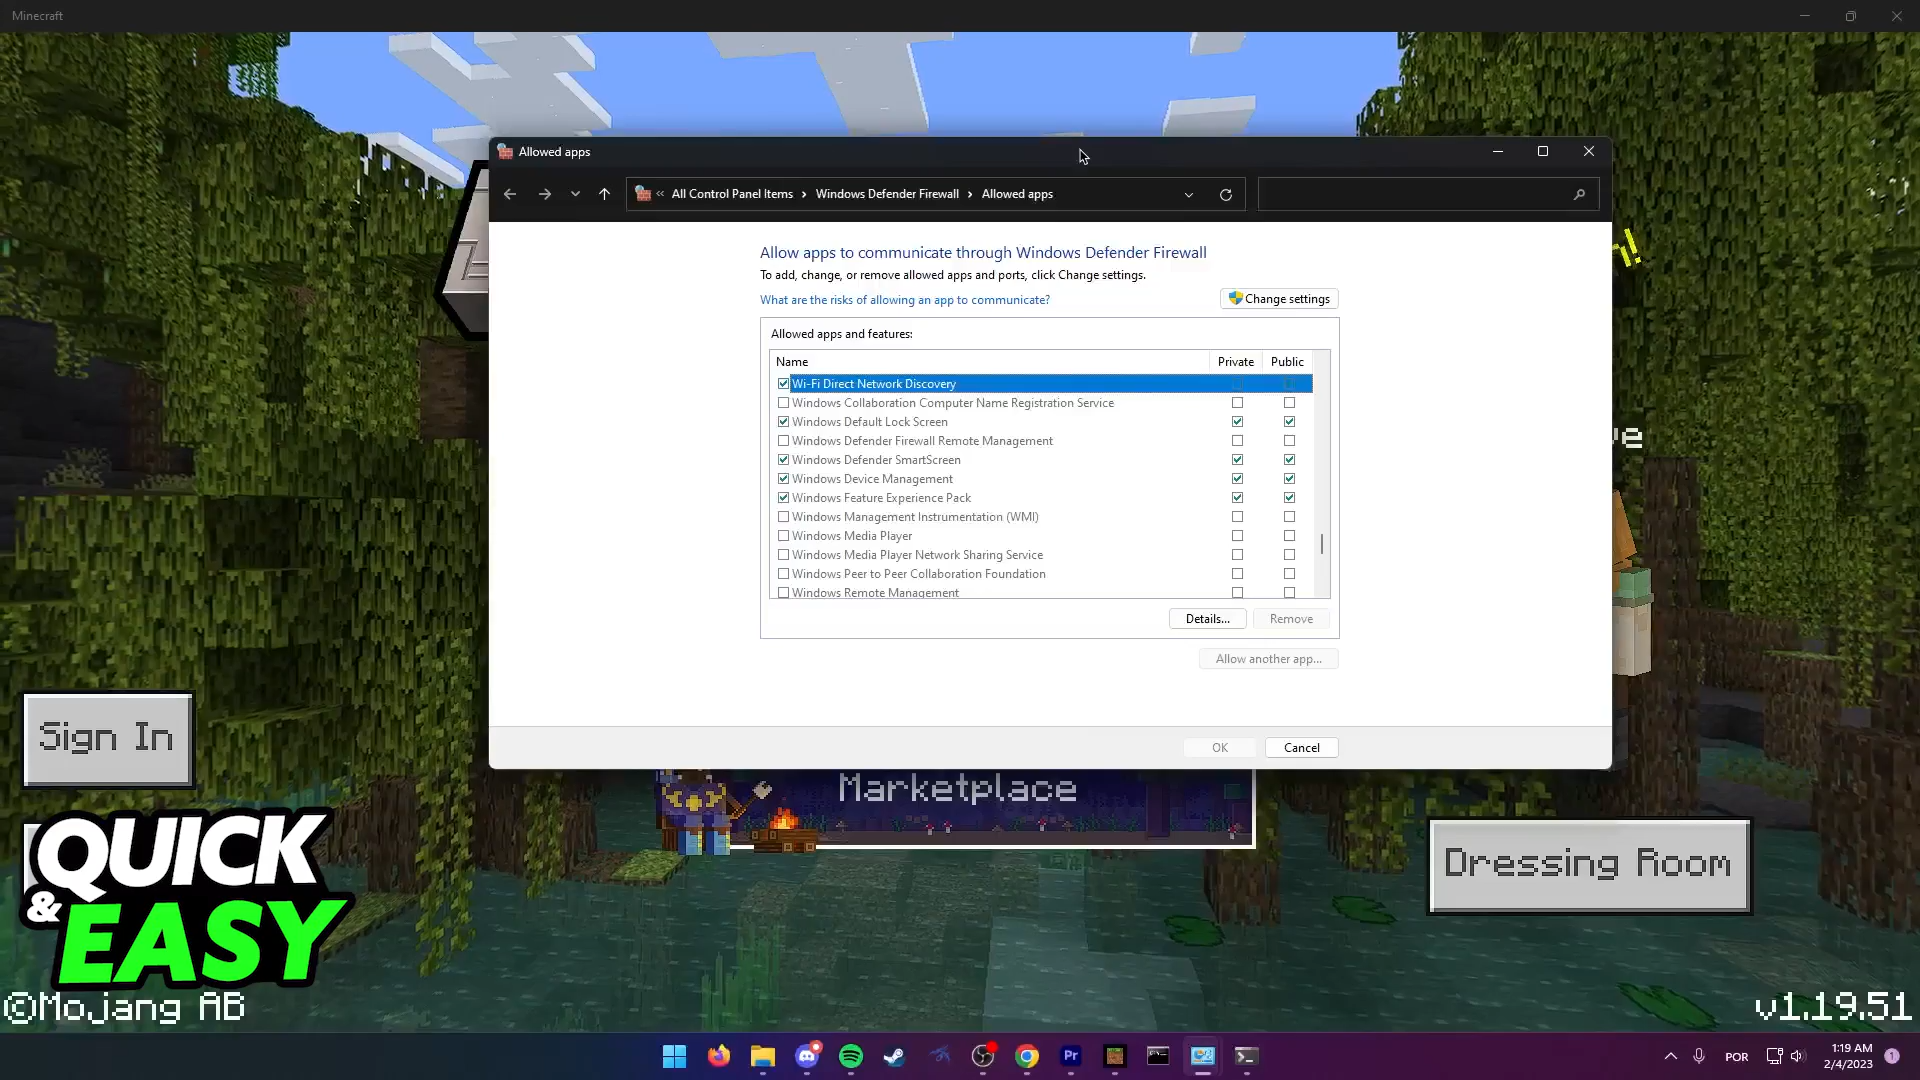 Minecraft
Allowed apps
« All Control Panel Items › Windows Defender Firewall › Allowed apps
Allow apps to communicate through Windows Defender Firewall
To add, change, or remove allowed apps and ports, click Change settings.
What are the risks of allowing an app to communicate?
Change settings
Allowed apps and features:
Name Private Public
Wi-Fi Direct Network Discovery
Windows Collaboration Computer Name Registration Service
Windows Default Lock Screen
Windows Defender Firewall Remote Management
Windows Defender SmartScreen
Windows Device Management
Windows Feature Experience Pack
Windows Management Instrumentation (WMI)
Windows Media Player
Windows Media Player Network Sharing Service
Windows Peer to Peer Collaboration Foundation
Windows Remote Management
Details... Remove
Allow another app...
OK Cancel
Sign In
Marketplace
Dressing Room
QUICK
& EASY
©Mojang AB
v1.19.51
Pr
POR
1:19 AM
2/4/2023
1